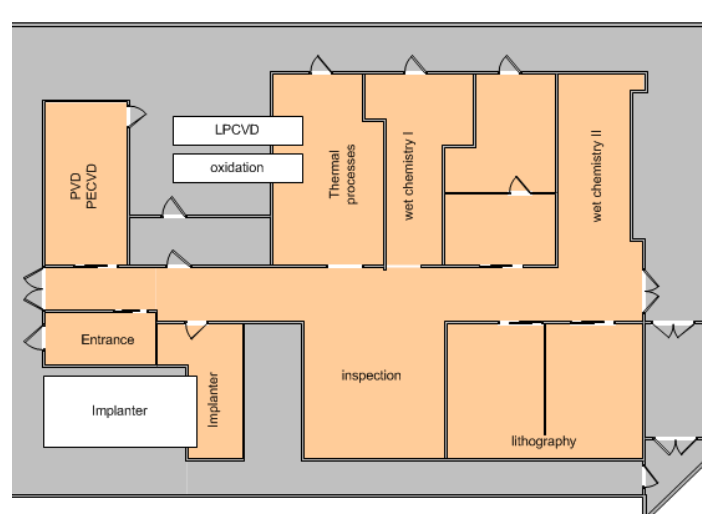 LPCVD
oxidation
Thermal
processes
wet chemistry I
wet chemistry II
PVD
PECVD
Entrance
Implanter
Implanter
inspection
lithography